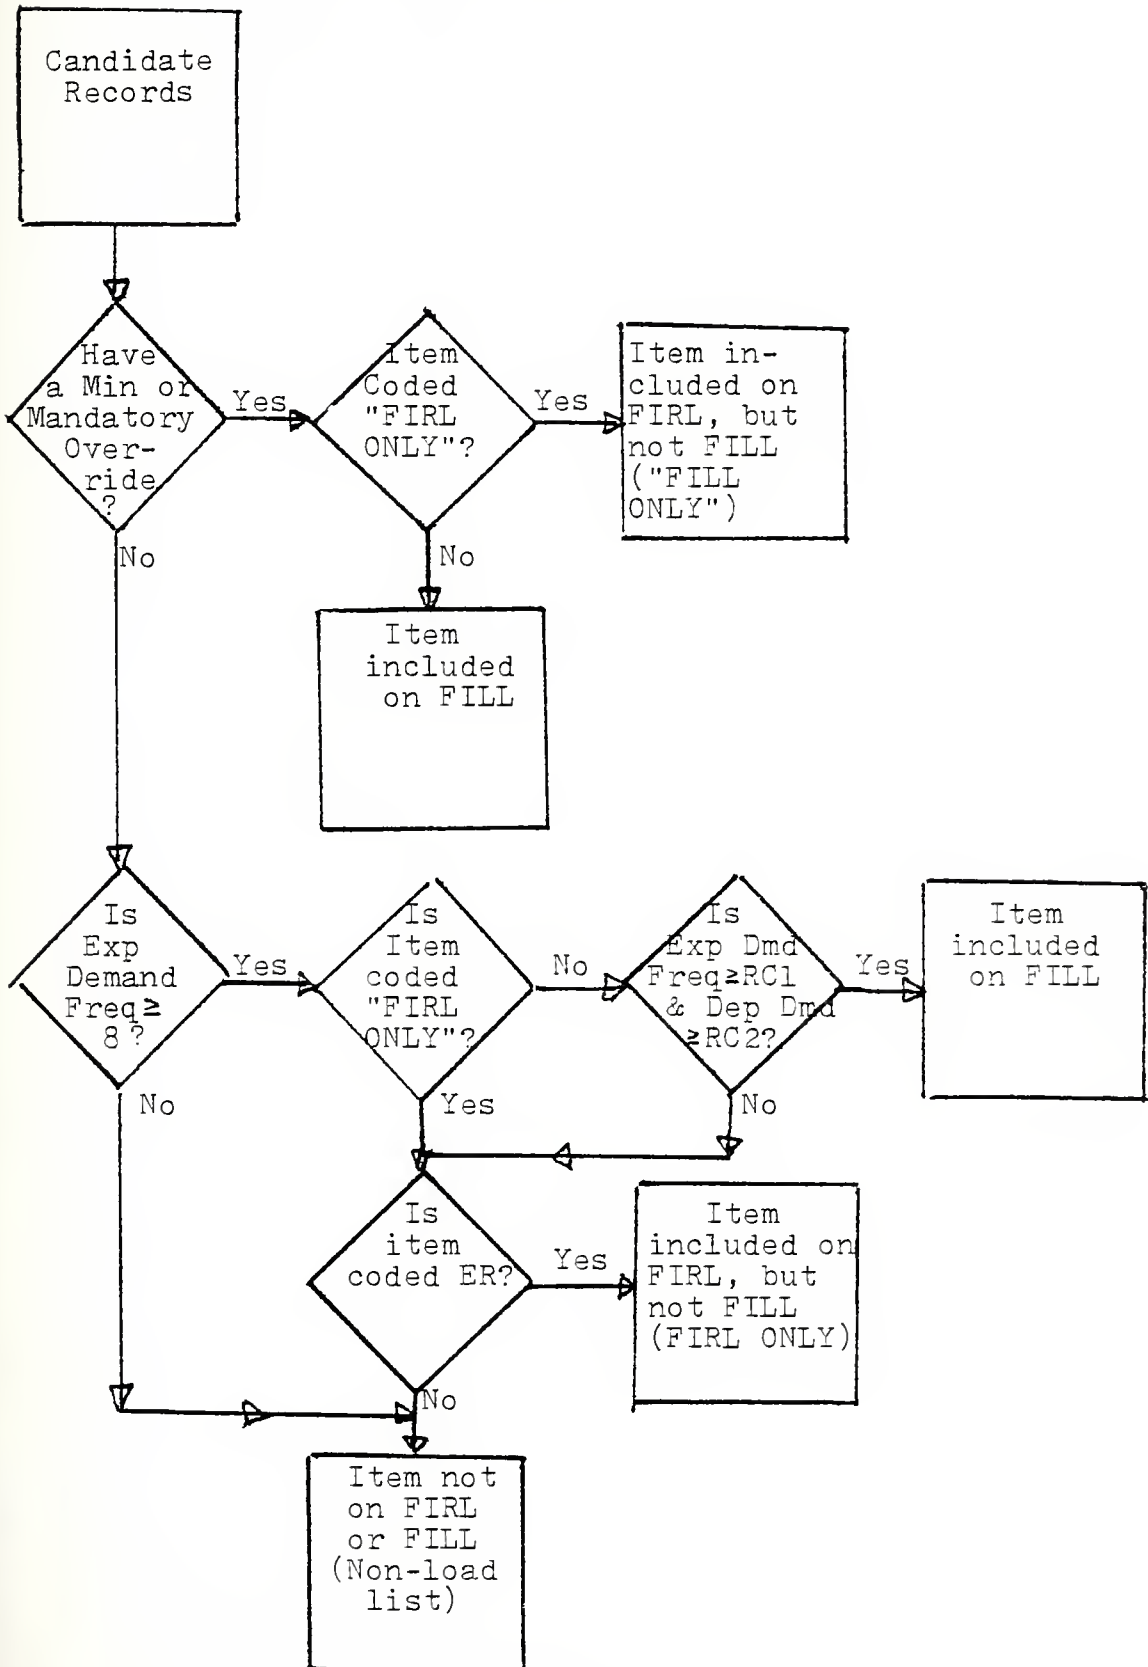 Candidate
Records
Have
a Min or
Mandatory
Over-
ride
?
Yes
Item
Coded
"FIRL
ONLY"?
Yes
Item in-
cluded on
FIRL, but
not FILL
("FILL
ONLY")
No
No
Item
included
on FILL
Is
Exp
Demand
Freq≥
8?
Yes
Is
Item
coded
"FIRL
ONLY"?
No
Is
Exp Dmd
Freq≥RC1
& Dep Dmd
≥RC2?
Yes
Item
included
on FILL
No
Yes
No
Is
item
coded ER?
Yes
Item
included on
FIRL, but
not FILL
(FIRL ONLY)
No
Item not
on FIRL
or FILL
(Non-load
list)